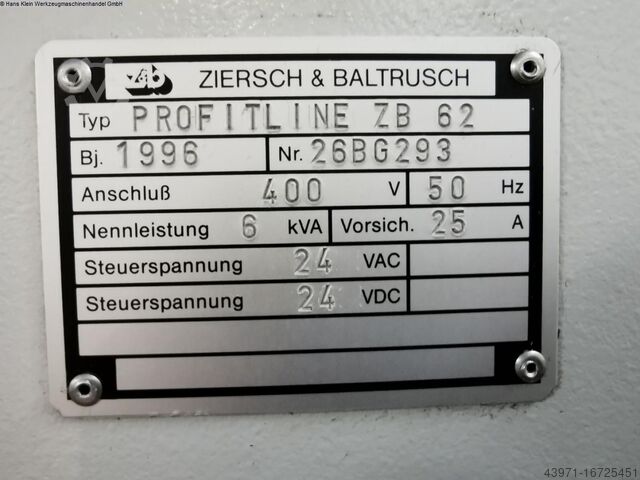 © Hans Klein Werkzeugmaschinenhandel GmbH
zb ZIERSCH & BALTRUSCH
Typ PROFITLINE ZB 62
Bj. 1996 Nr. 26BG293
Anschluß 400 V 50 Hz
Nennleistung 6 kVA Vorsich. 25 A
Steuerspannung 24 VAC
Steuerspannung 24 VDC
43971-16725451